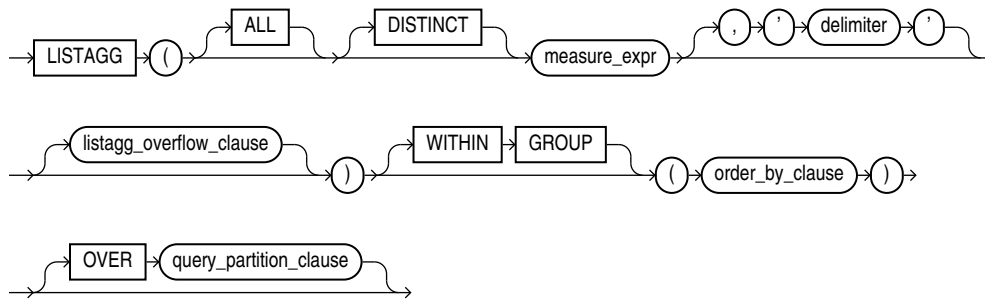 LISTAGG ( ALL DISTINCT measure_expr , ' delimiter '
listagg_overflow_clause ) WITHIN GROUP ( order_by_clause )
OVER query_partition_clause